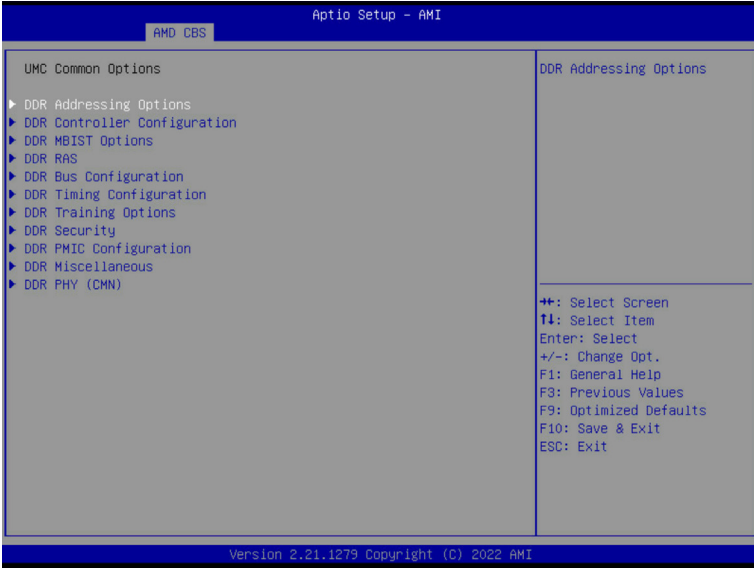 Aptio Setup - AMI
AMD CBS
UMC Common Options
DDR Addressing Options
DDR Controller Configuration
DDR MBIST Options
DDR RAS
DDR Bus Configuration
DDR Timing Configuration
DDR Training Options
DDR Security
DDR PMIC Configuration
DDR Miscellaneous
DDR PHY (CMN)
DDR Addressing Options
→←: Select Screen
↑↓: Select Item
Enter: Select
+/-: Change Opt.
F1: General Help
F3: Previous Values
F9: Optimized Defaults
F10: Save & Exit
ESC: Exit
Version 2.21.1279 Copyright (C) 2022 AMI